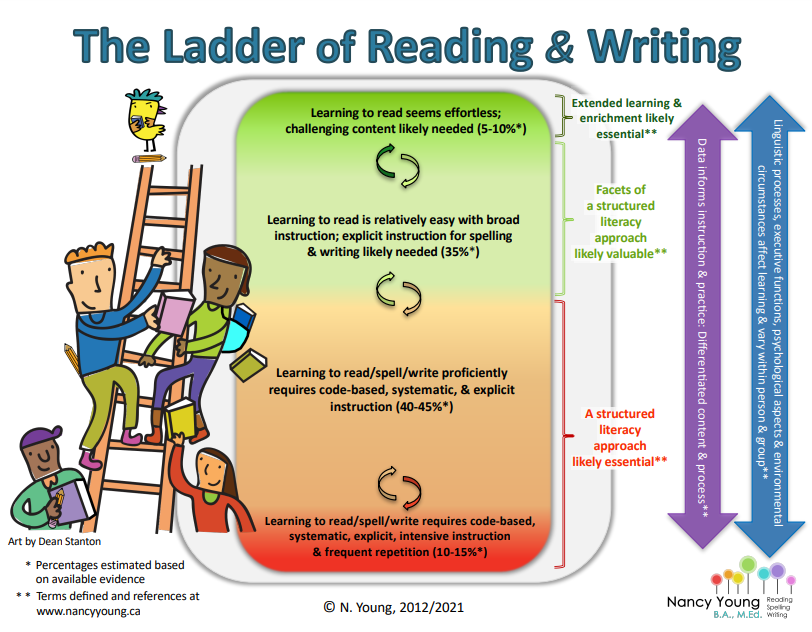 The Ladder of Reading & Writing
Learning to read seems effortless;
challenging content likely needed (5-10%*)
Extended learning &
enrichment likely
essential**
Learning to read is relatively easy with broad
instruction; explicit instruction for spelling
& writing likely needed (35%*)
Facets of
a structured
literacy
approach
likely valuable**
Learning to read/spell/write proficiently
requires code-based, systematic, & explicit
instruction (40-45%*)
A structured
literacy
approach
likely essential**
Learning to read/spell/write requires code-based,
systematic, explicit, intensive instruction
& frequent repetition (10-15%*)
Data informs instruction & practice: Differentiated content & process**
Linguistic processes, executive functions, psychological aspects & environmental
circumstances affect learning & vary within person & group**
Art by Dean Stanton
* Percentages estimated based
on available evidence
** Terms defined and references at
www.nancyyoung.ca
© N. Young, 2012/2021
Nancy Young
B.A., M.Ed.
Reading
Spelling
Writing